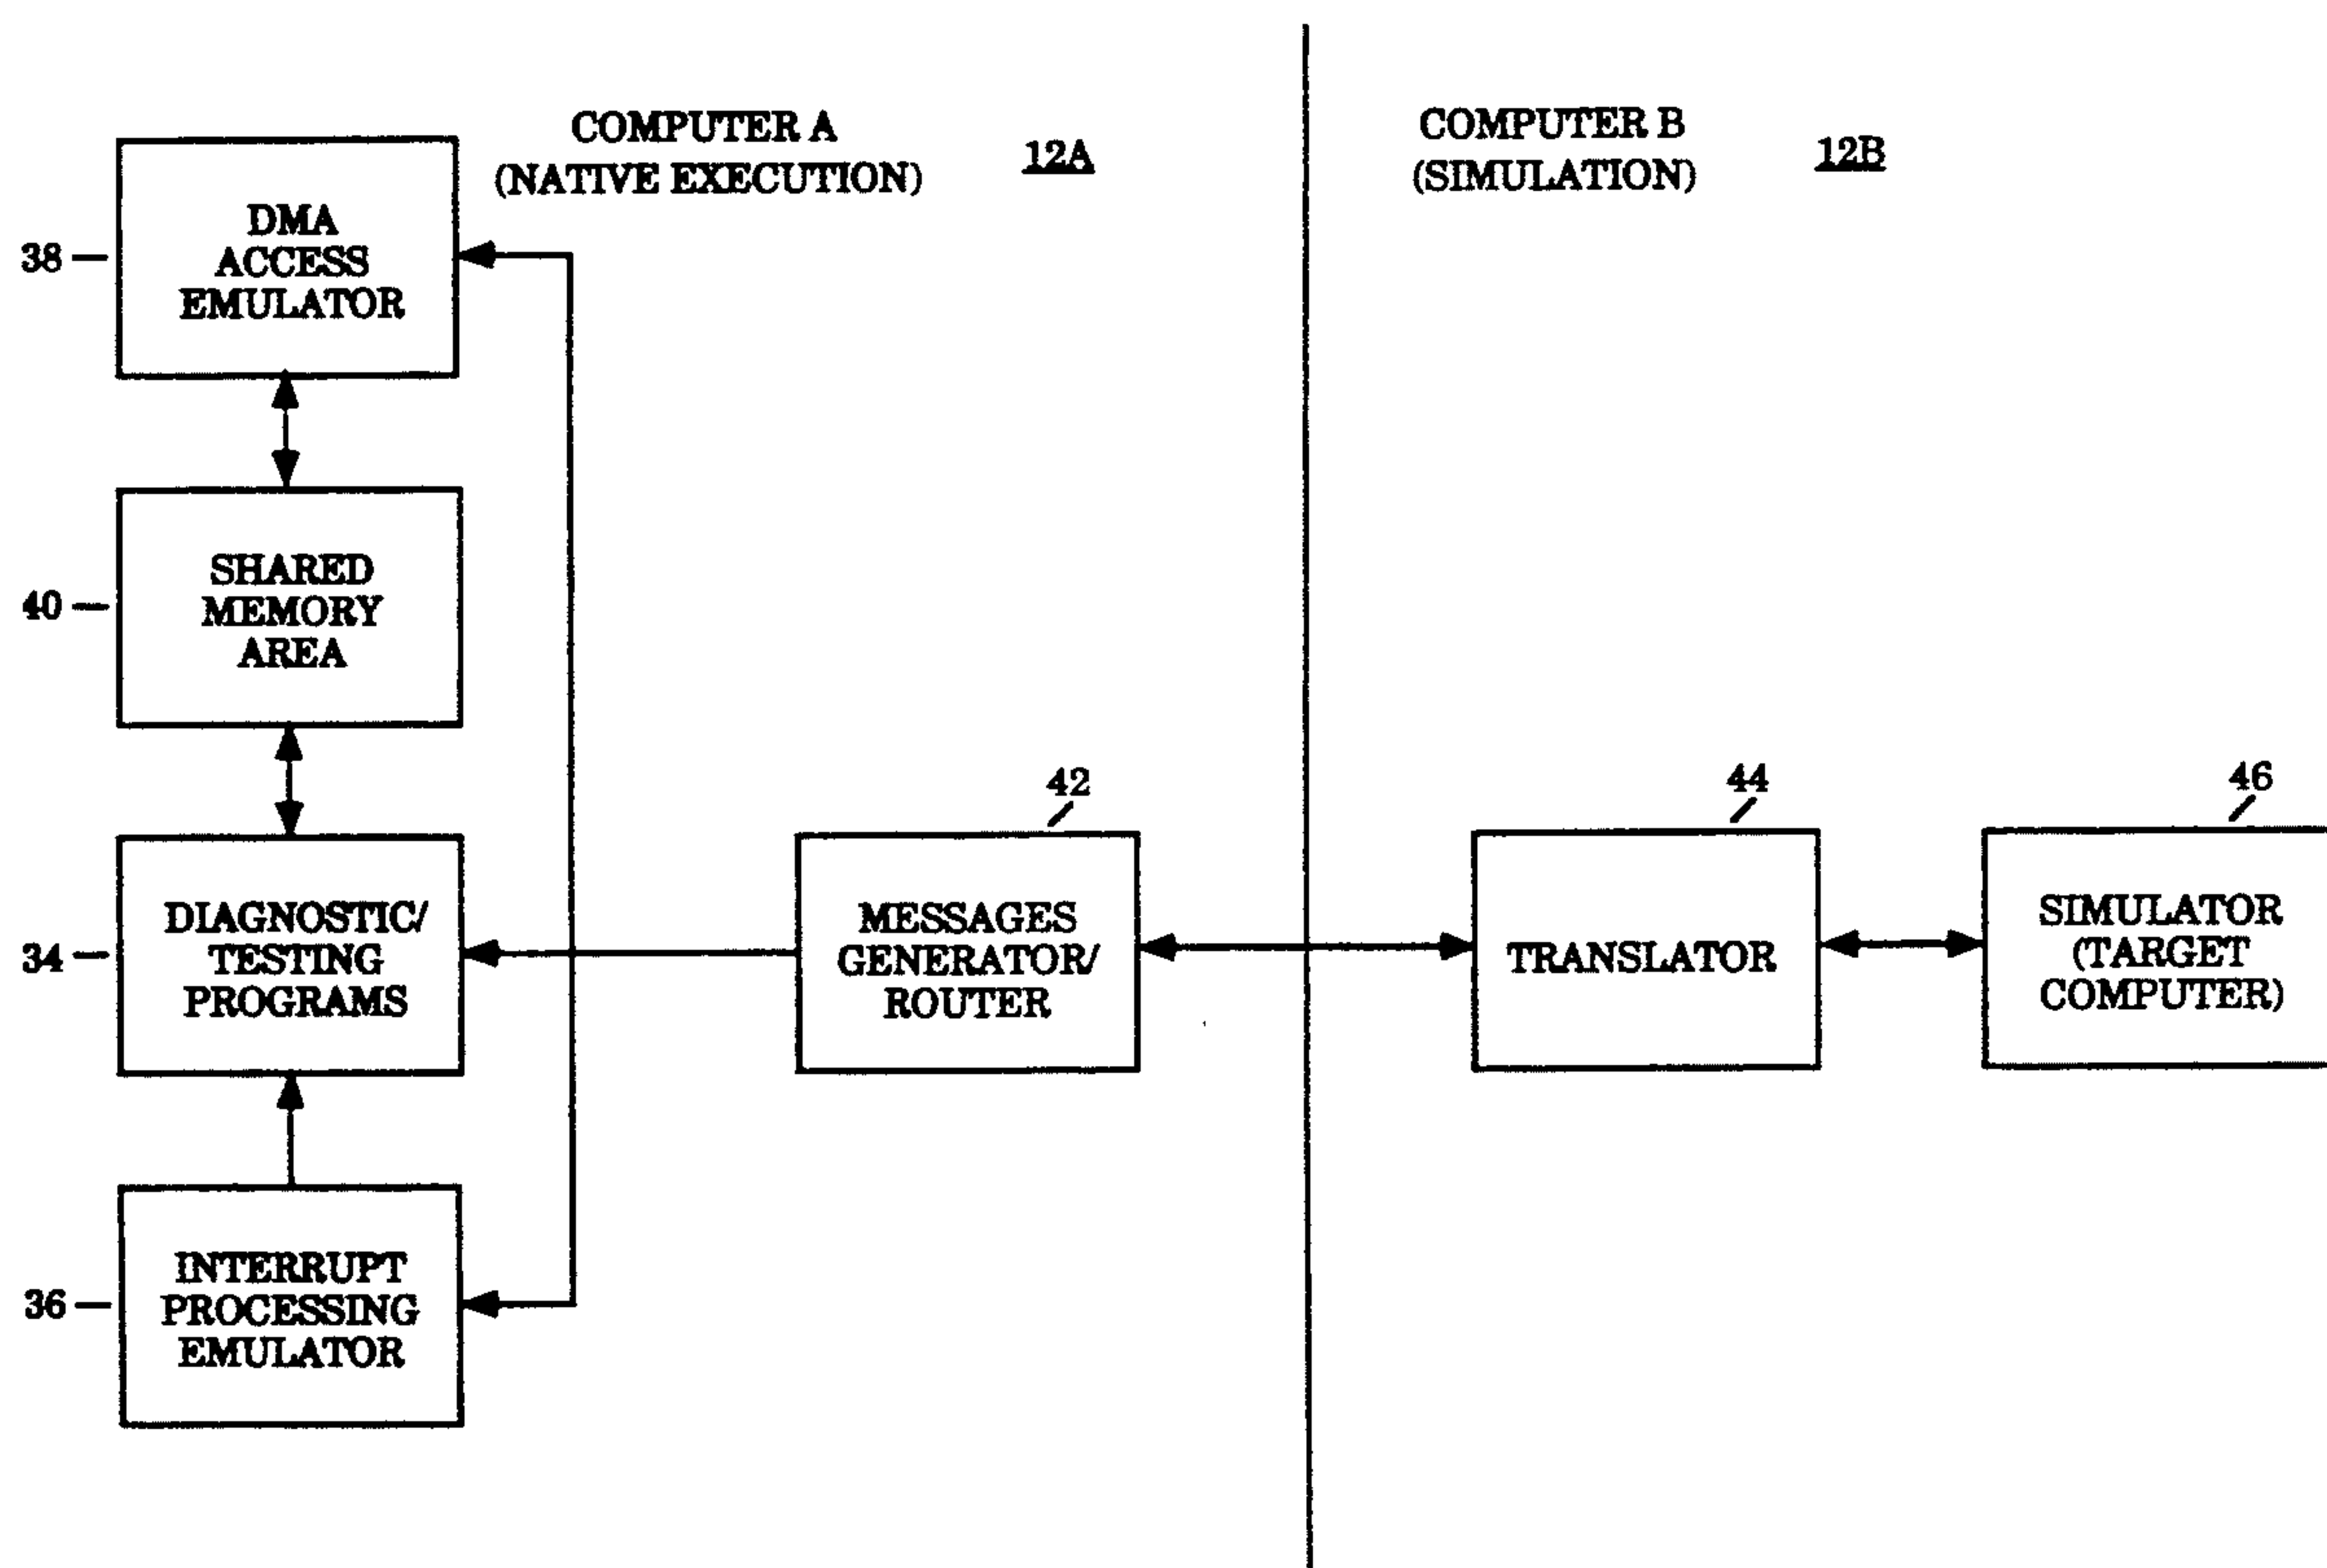 COMPUTER A
(NATIVE EXECUTION)
12A
COMPUTER B
(SIMULATION)
12B
38
DMA
ACCESS
EMULATOR
40
SHARED
MEMORY
AREA
34
DIAGNOSTIC/
TESTING
PROGRAMS
42
MESSAGES
GENERATOR/
ROUTER
44
TRANSLATOR
46
SIMULATOR
(TARGET
COMPUTER)
36
INTERRUPT
PROCESSING
EMULATOR